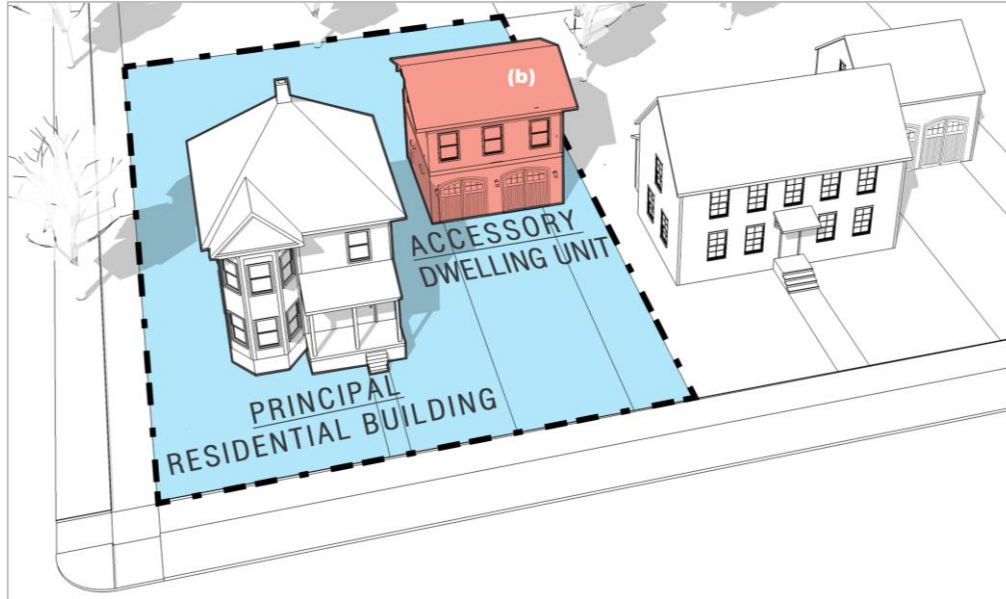 (b)
ACCESSORY
DWELLING UNIT
PRINCIPAL
RESIDENTIAL BUILDING